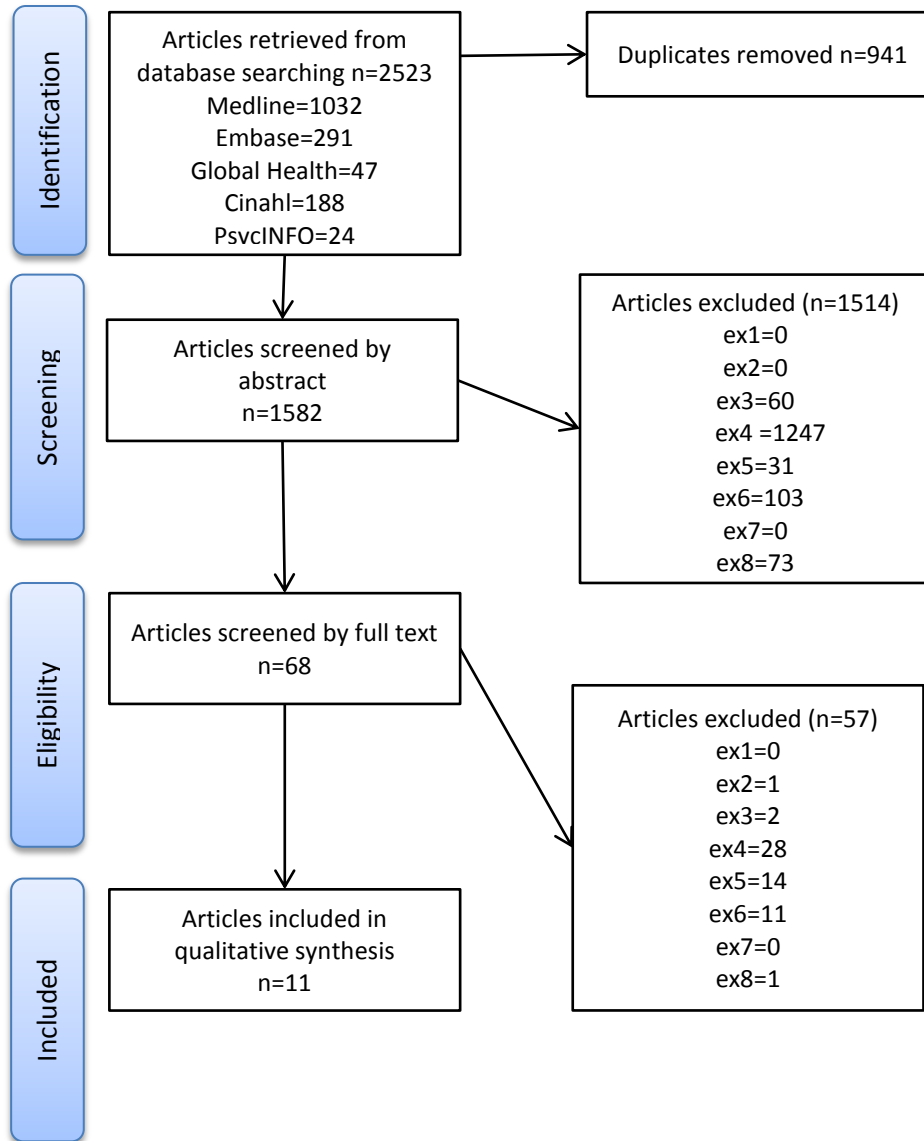 Identification
Articles retrieved from
database searching n=2523
Medline=1032
Embase=291
Global Health=47
Cinahl=188
PsycINFO=24
Duplicates removed n=941
Screening
Articles screened by
abstract
n=1582
Articles excluded (n=1514)
ex1=0
ex2=0
ex3=60
ex4 =1247
ex5=31
ex6=103
ex7=0
ex8=73
Eligibility
Articles screened by full text
n=68
Articles excluded (n=57)
ex1=0
ex2=1
ex3=2
ex4=28
ex5=14
ex6=11
ex7=0
ex8=1
Included
Articles included in
qualitative synthesis
n=11